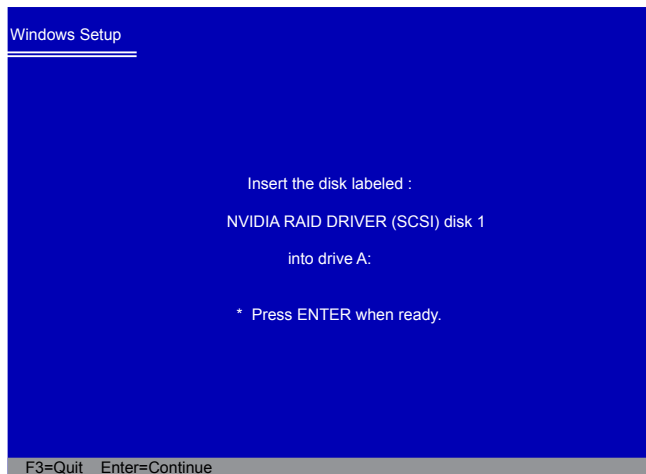 Windows Setup
Insert the disk labeled :
NVIDIA RAID DRIVER (SCSI) disk 1
into drive A:
* Press ENTER when ready.
F3=Quit Enter=Continue